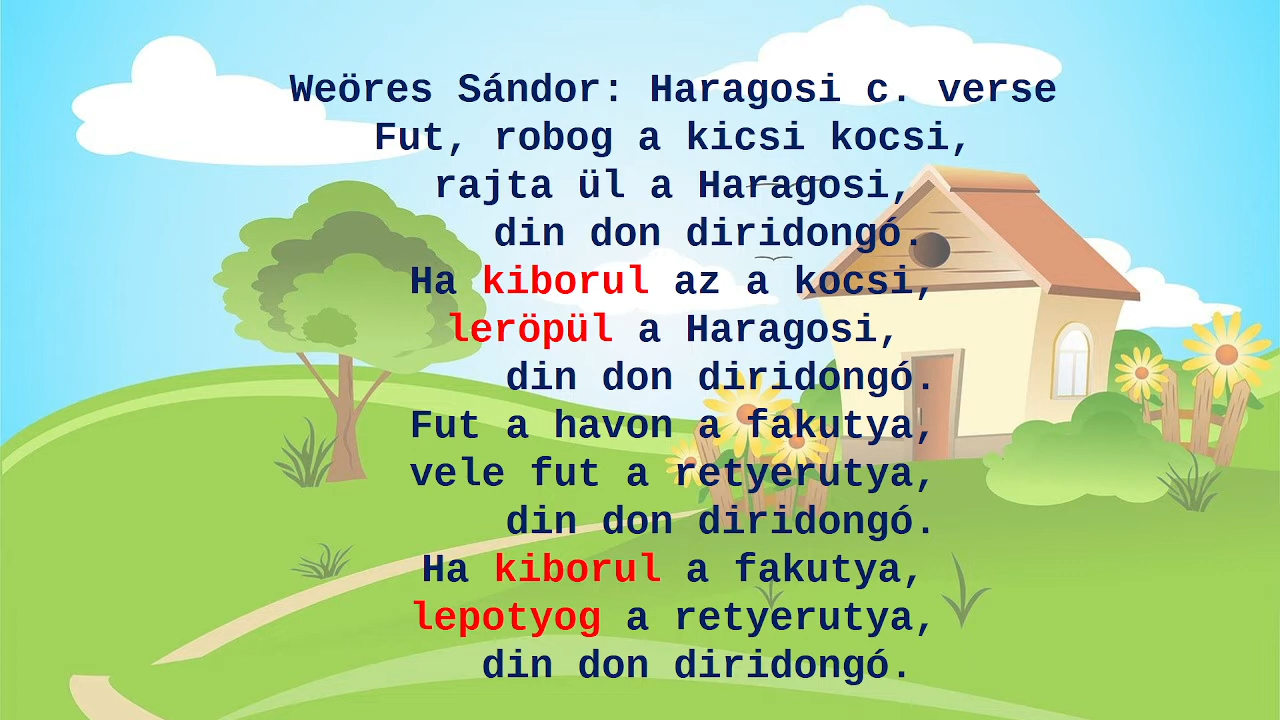 Weöres Sándor: Haragosi c. verse
Fut, robog a kicsi kocsi,
rajta ül a Haragosi,
din don diridongó.
Ha kiborul az a kocsi,
leröpül a Haragosi,
din don diridongó.
Fut a havon a fakutya,
vele fut a retyerutya,
din don diridongó.
Ha kiborul a fakutya,
lepotyog a retyerutya,
din don diridongó.